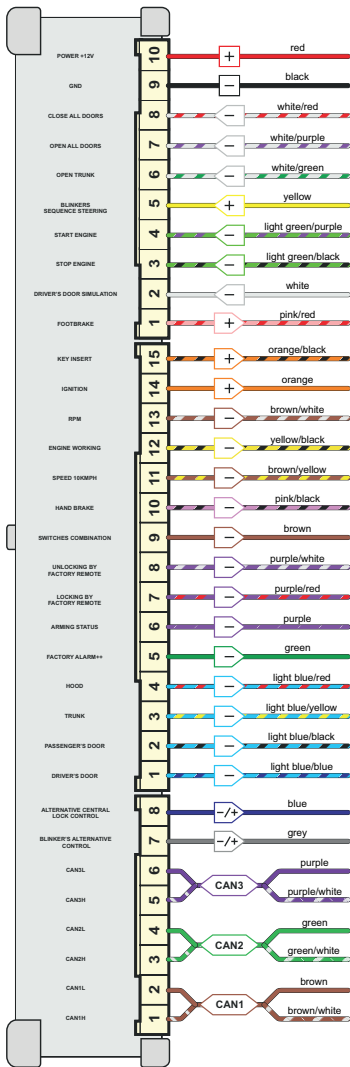 POWER +12V 10 + red
GND 9 − black
CLOSE ALL DOORS 8 − white/red
OPEN ALL DOORS 7 − white/purple
OPEN TRUNK 6 − white/green
BLINKERS
SEQUENCE STEERING 5 + yellow
START ENGINE 4 − light green/purple
STOP ENGINE 3 − light green/black
DRIVER'S DOOR SIMULATION 2 − white
FOOTBRAKE 1 + pink/red
KEY INSERT 15 + orange/black
IGNITION 14 + orange
RPM 13 − brown/white
ENGINE WORKING 12 − yellow/black
SPEED 10KMPH 11 − brown/yellow
HAND BRAKE 10 − pink/black
SWITCHES COMBINATION 9 − brown
UNLOCKING BY
FACTORY REMOTE 8 − purple/white
LOCKING BY
FACTORY REMOTE 7 − purple/red
ARMING STATUS 6 − purple
FACTORY ALARM++ 5 − green
HOOD 4 − light blue/red
TRUNK 3 − light blue/yellow
PASSENGER'S DOOR 2 − light blue/black
DRIVER'S DOOR 1 − light blue/blue
ALTERNATIVE CENTRAL
LOCK CONTROL 8 −/+ blue
BLINKER'S ALTERNATIVE
CONTROL 7 −/+ grey
CAN3L 6 purple
CAN3
CAN3H 5 purple/white
CAN2L 4 green
CAN2
CAN2H 3 green/white
CAN1L 2 brown
CAN1
CAN1H 1 brown/white